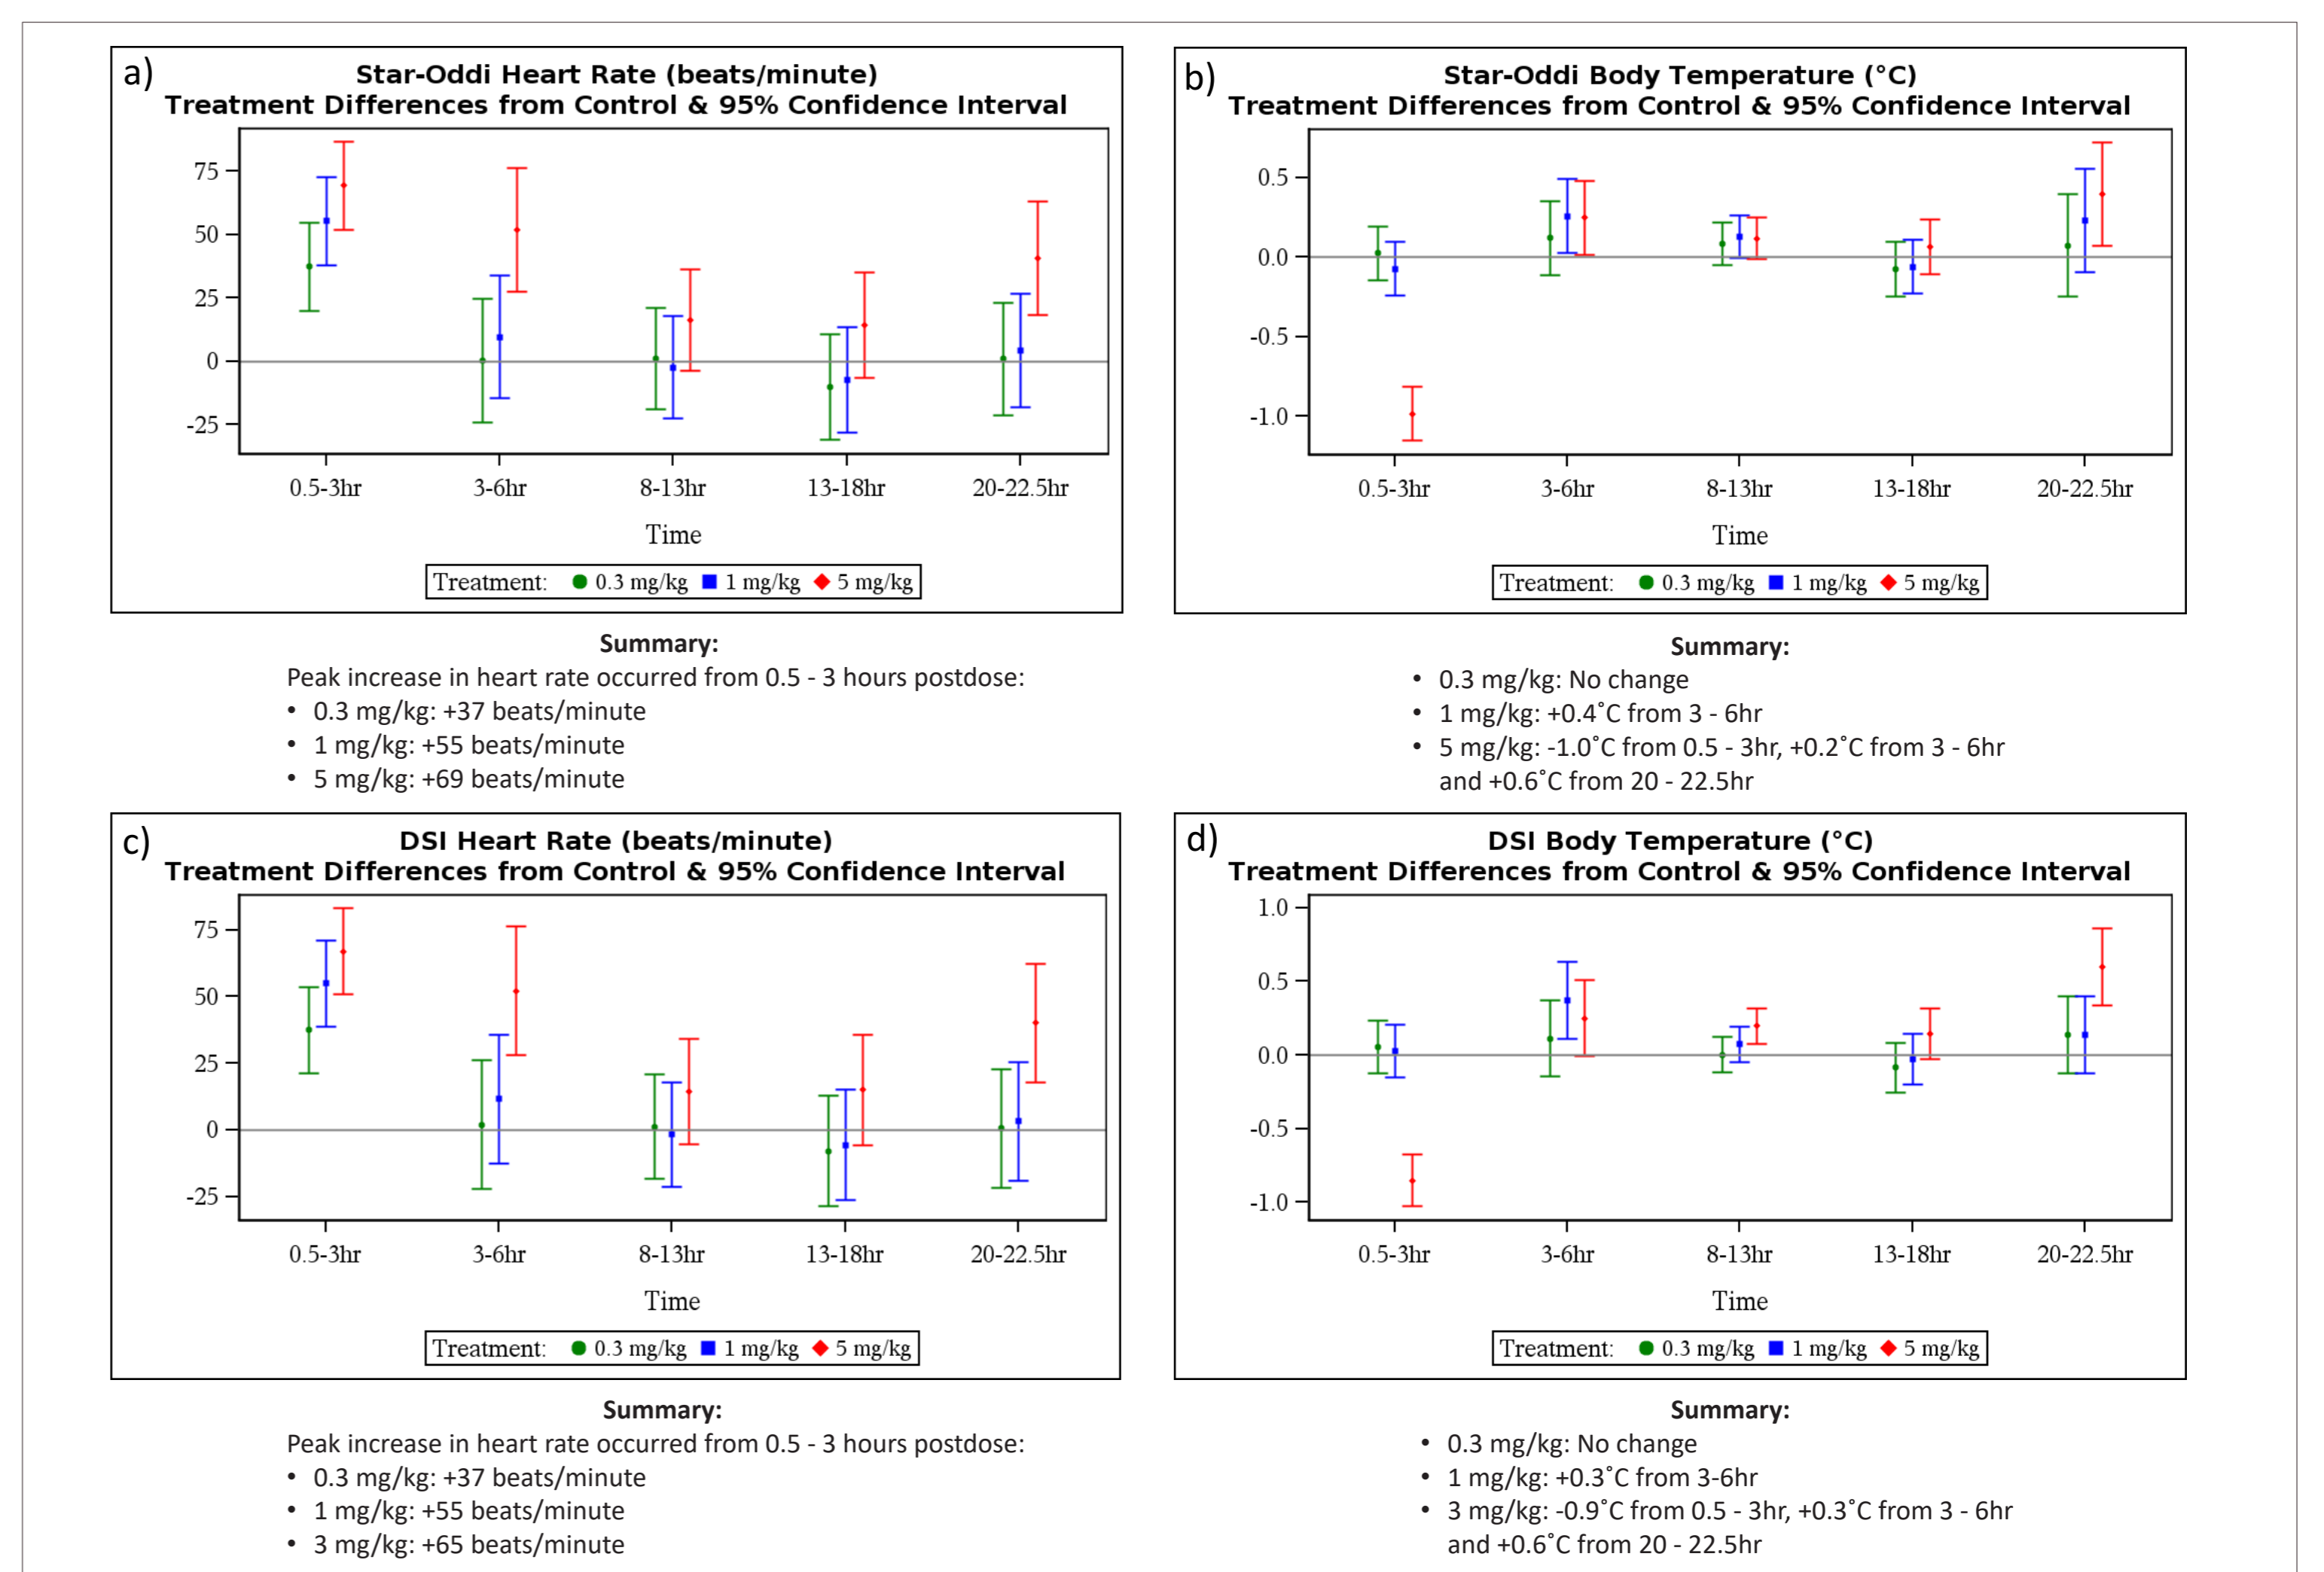 a)
Star-Oddi Heart Rate (beats/minute)
Treatment Differences from Control & 95% Confidence Interval
75
50
25
0
-25
0.5-3hr 3-6hr 8-13hr 13-18hr 20-22.5hr
Time
Treatment: 0.3 mg/kg 1 mg/kg 5 mg/kg
Summary:
Peak increase in heart rate occurred from 0.5 - 3 hours postdose:
• 0.3 mg/kg: +37 beats/minute
• 1 mg/kg: +55 beats/minute
• 5 mg/kg: +69 beats/minute
b)
Star-Oddi Body Temperature (°C)
Treatment Differences from Control & 95% Confidence Interval
0.5
0.0
-0.5
-1.0
0.5-3hr 3-6hr 8-13hr 13-18hr 20-22.5hr
Time
Treatment: 0.3 mg/kg 1 mg/kg 5 mg/kg
Summary:
• 0.3 mg/kg: No change
• 1 mg/kg: +0.4˚C from 3 - 6hr
• 5 mg/kg: -1.0˚C from 0.5 - 3hr, +0.2˚C from 3 - 6hr
and +0.6˚C from 20 - 22.5hr
c)
DSI Heart Rate (beats/minute)
Treatment Differences from Control & 95% Confidence Interval
75
50
25
0
-25
0.5-3hr 3-6hr 8-13hr 13-18hr 20-22.5hr
Time
Treatment: 0.3 mg/kg 1 mg/kg 5 mg/kg
Summary:
Peak increase in heart rate occurred from 0.5 - 3 hours postdose:
• 0.3 mg/kg: +37 beats/minute
• 1 mg/kg: +55 beats/minute
• 3 mg/kg: +65 beats/minute
d)
DSI Body Temperature (°C)
Treatment Differences from Control & 95% Confidence Interval
1.0
0.5
0.0
-0.5
-1.0
0.5-3hr 3-6hr 8-13hr 13-18hr 20-22.5hr
Time
Treatment: 0.3 mg/kg 1 mg/kg 5 mg/kg
Summary:
• 0.3 mg/kg: No change
• 1 mg/kg: +0.3˚C from 3-6hr
• 3 mg/kg: -0.9˚C from 0.5 - 3hr, +0.3˚C from 3 - 6hr
and +0.6˚C from 20 - 22.5hr